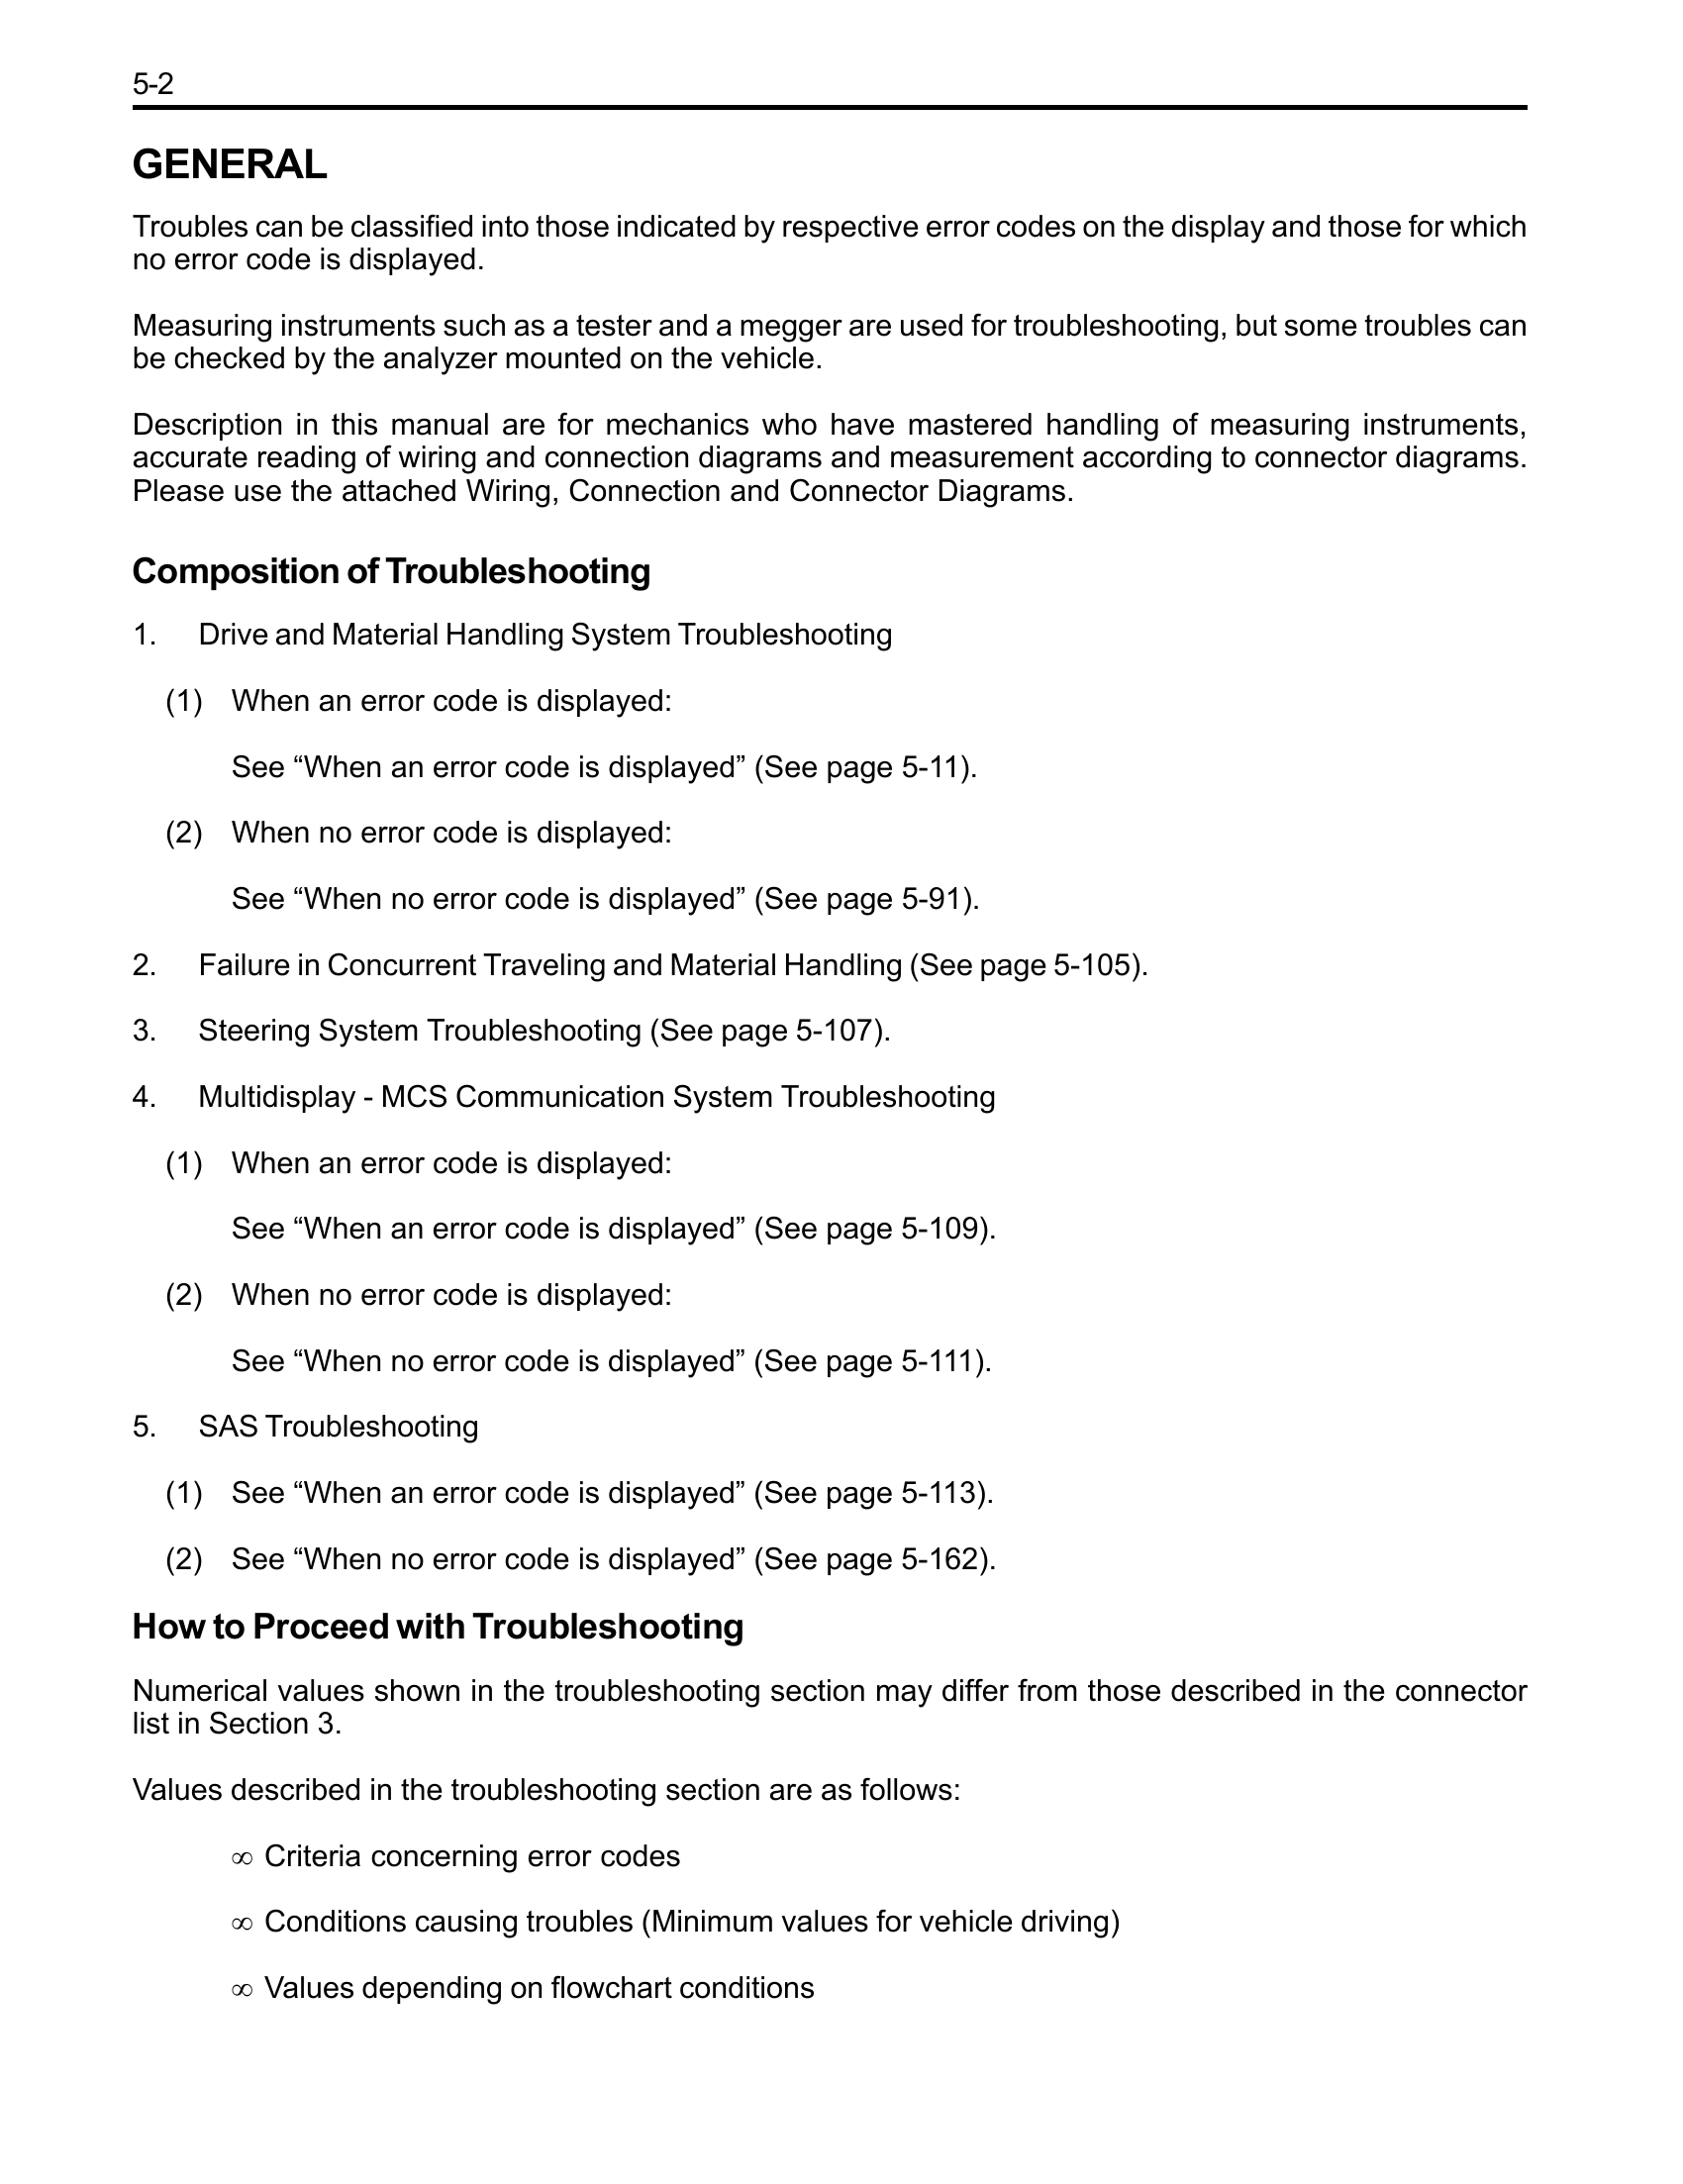 5-2
GENERAL
Troubles can be classified into those indicated by respective error codes on the display and those for which
no error code is displayed.
Measuring instruments such as a tester and a megger are used for troubleshooting, but some troubles can
be checked by the analyzer mounted on the vehicle.
Description in this manual are for mechanics who have mastered handling of measuring instruments,
accurate reading of wiring and connection diagrams and measurement according to connector diagrams.
Please use the attached Wiring, Connection and Connector Diagrams.
Composition of Troubleshooting
1. Drive and Material Handling System Troubleshooting
(1) When an error code is displayed:
See “When an error code is displayed” (See page 5-11).
(2) When no error code is displayed:
See “When no error code is displayed” (See page 5-91).
2. Failure in Concurrent Traveling and Material Handling (See page 5-105).
3. Steering System Troubleshooting (See page 5-107).
4. Multidisplay - MCS Communication System Troubleshooting
(1) When an error code is displayed:
See “When an error code is displayed” (See page 5-109).
(2) When no error code is displayed:
See “When no error code is displayed” (See page 5-111).
5. SAS Troubleshooting
(1) See “When an error code is displayed” (See page 5-113).
(2) See “When no error code is displayed” (See page 5-162).
How to Proceed with Troubleshooting
Numerical values shown in the troubleshooting section may differ from those described in the connector
list in Section 3.
Values described in the troubleshooting section are as follows:
∞ Criteria concerning error codes
∞ Conditions causing troubles (Minimum values for vehicle driving)
∞ Values depending on flowchart conditions